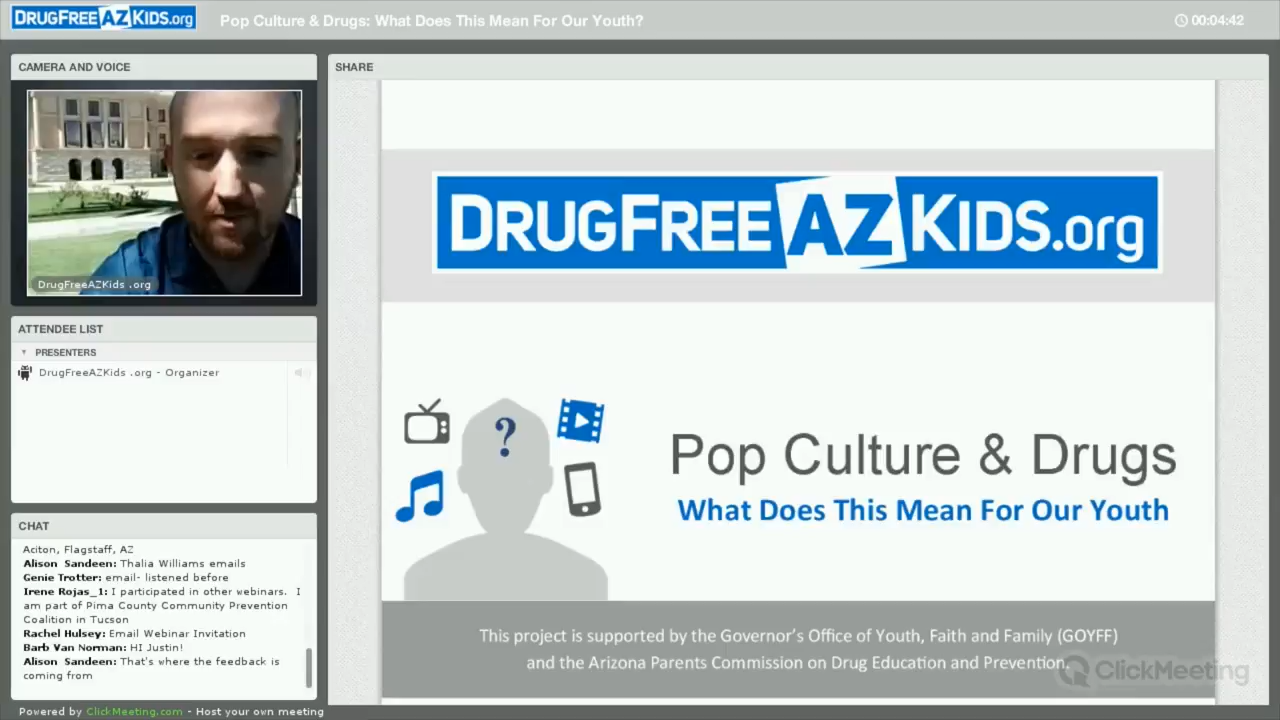 DRUGFREEAZKIDS.org
Pop Culture & Drugs: What Does This Mean For Our Youth?
00:04:42
CAMERA AND VOICE
DrugFreeAZKids .org
ATTENDEE LIST
PRESENTERS
DrugFreeAZKids .org - Organizer
CHAT
Aciton, Flagstaff, AZ
Alison Sandeen: Thalia Williams emails
Genie Trotter: email- listened before
Irene Rojas_1: I participated in other webinars. I
am part of Pima County Community Prevention
Coalition in Tucson
Rachel Hulsey: Email Webinar Invitation
Barb Van Norman: HI Justin!
Alison Sandeen: That's where the feedback is
coming from
SHARE
DRUGFREEAZKIDS.org
?
Pop Culture & Drugs
What Does This Mean For Our Youth
This project is supported by the Governor's Office of Youth, Faith and Family (GOYFF)
and the Arizona Parents Commission on Drug Education and Prevention.
ClickMeeting
Powered by ClickMeeting.com - Host your own meeting